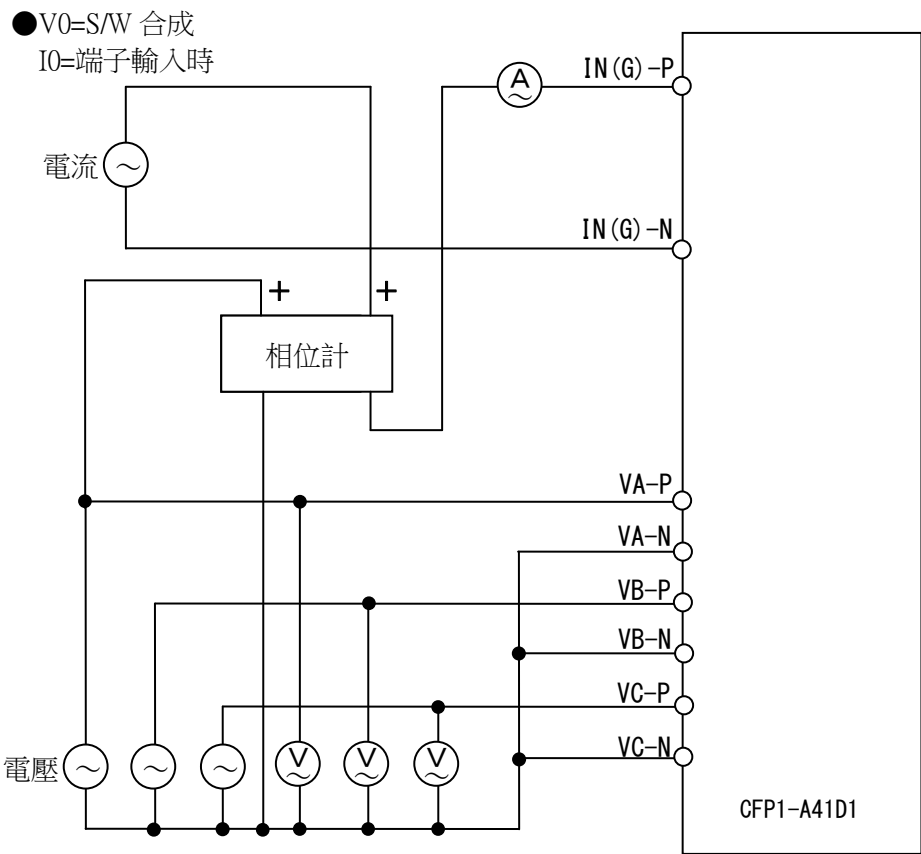 ●V0=S/W 合成
I0=端子輸入時
A
IN(G)-P
電流
IN(G)-N
+ +
相位計
VA-P
VA-N
VB-P
VB-N
VC-P
VC-N
電壓
V V V
CFP1-A41D1